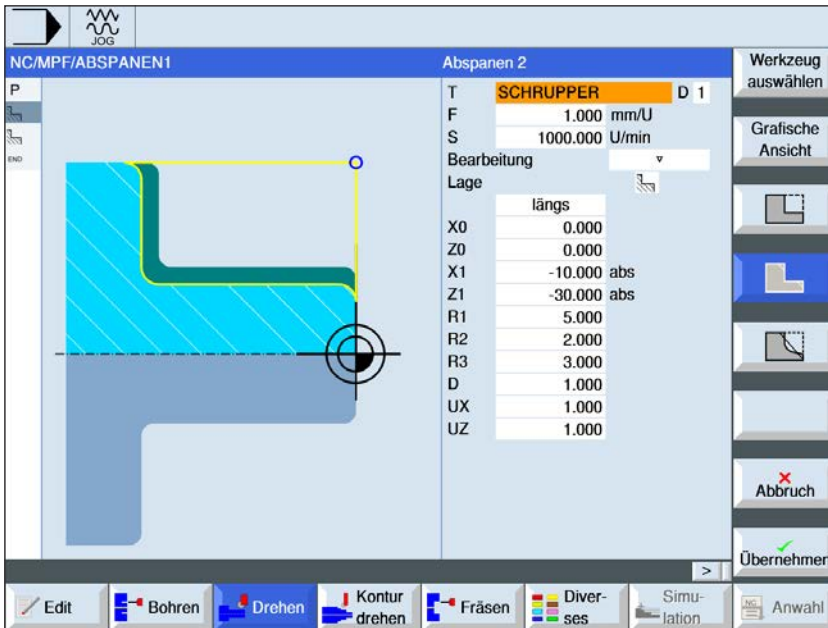 JOG
NC/MPF/ABSPANEN1
P
END
Abspanen 2
T SCHRUPPER D 1
F 1.000 mm/U
S 1000.000 U/min
Bearbeitung ▿
Lage
längs
X0 0.000
Z0 0.000
X1 -10.000 abs
Z1 -30.000 abs
R1 5.000
R2 2.000
R3 3.000
D 1.000
UX 1.000
UZ 1.000
Werkzeug
auswählen
Grafische
Ansicht
Abbruch
Übernehmen
>
Edit
Bohren
Drehen
Kontur
drehen
Fräsen
Diver-
ses
Simu-
lation
NC
Anwahl